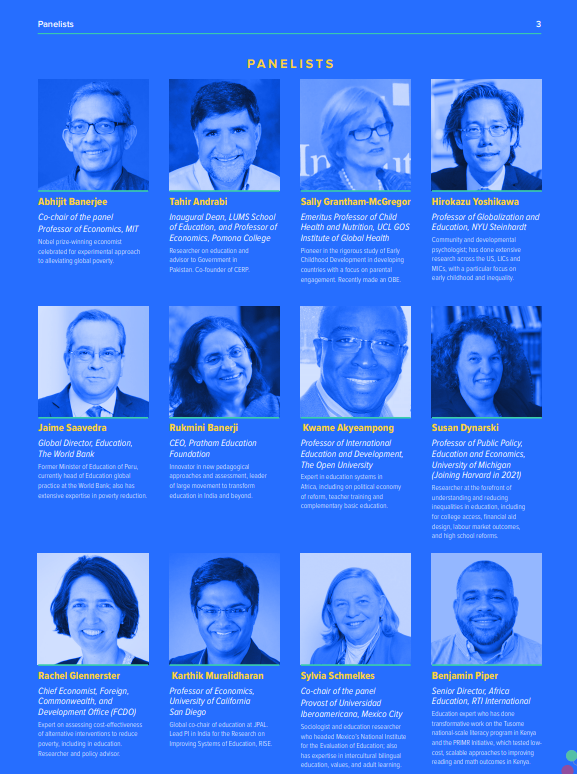 Panelists
3
PANELISTS
Abhijit Banerjee
Co-chair of the panel
Professor of Economics, MIT
Nobel prize-winning economist
celebrated for experimental approach
to alleviating global poverty.
Tahir Andrabi
Inaugural Dean, LUMS School
of Education, and Professor of
Economics, Pomona College
Researcher on education and
advisor to Government in
Pakistan. Co-founder of CERP.
Sally Grantham-McGregor
Emeritus Professor of Child
Health and Nutrition, UCL GOS
Institute of Global Health
Pioneer in the rigorous study of Early
Childhood Development in developing
countries with a focus on parental
engagement. Recently made an OBE.
Hirokazu Yoshikawa
Professor of Globalization and
Education, NYU Steinhardt
Community and developmental
psychologist; has done extensive
research across the US, LICs and
MICs, with a particular focus on
early childhood and inequality.
Jaime Saavedra
Global Director, Education,
The World Bank
Former Minister of Education of Peru,
currently head of Education global
practice at the World Bank; also has
extensive expertise in poverty reduction.
Rukmini Banerji
CEO, Pratham Education
Foundation
Innovator in new pedagogical
approaches and assessment, leader
of large movement to transform
education in India and beyond.
Kwame Akyeampong
Professor of International
Education and Development,
The Open University
Expert in education systems in
Africa, including on political economy
of reform, teacher training and
complementary basic education.
Susan Dynarski
Professor of Public Policy,
Education and Economics,
University of Michigan
(Joining Harvard in 2021)
Researcher at the forefront of
understanding and reducing
inequalities in education, including
for college access, financial aid
design, labour market outcomes,
and high school reforms.
Rachel Glennerster
Chief Economist, Foreign,
Commonwealth, and
Development Office (FCDO)
Expert on assessing cost-effectiveness
of alternative interventions to reduce
poverty, including in education.
Researcher and policy advisor.
Karthik Muralidharan
Professor of Economics,
University of California
San Diego
Global co-chair of education at JPAL.
Lead PI in India for the Research on
Improving Systems of Education, RISE.
Sylvia Schmelkes
Co-chair of the panel
Provost of Universidad
Iberoamericana, Mexico City
Sociologist and education researcher
who headed Mexico's National Institute
for the Evaluation of Education; also
has expertise in intercultural bilingual
education, values, and adult learning.
Benjamin Piper
Senior Director, Africa
Education, RTI International
Education expert who has done
transformative work on the Tusome
national-scale literacy program in Kenya
and the PRIMR Initiative, which tested low-
cost, scalable approaches to improving
reading and math outcomes in Kenya.